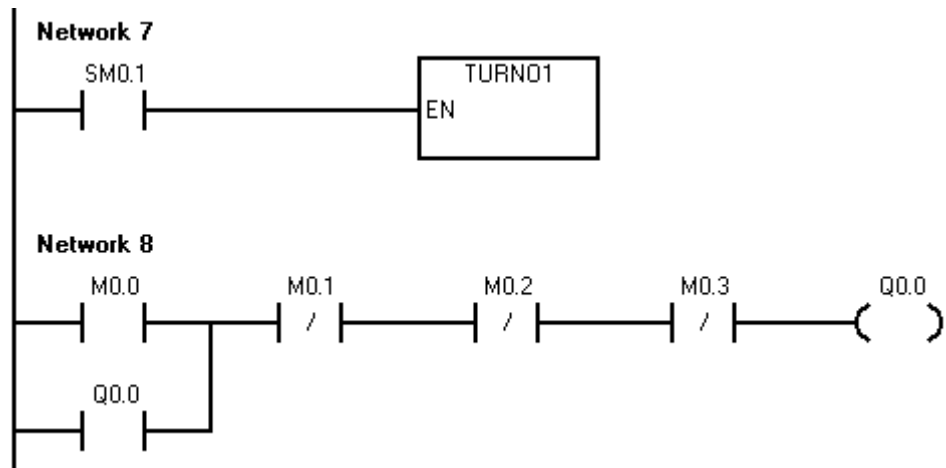 Network 7
SM0.1
TURNO1
EN
Network 8
M0.0
M0.1
M0.2
M0.3
Q0.0
/
/
/
Q0.0